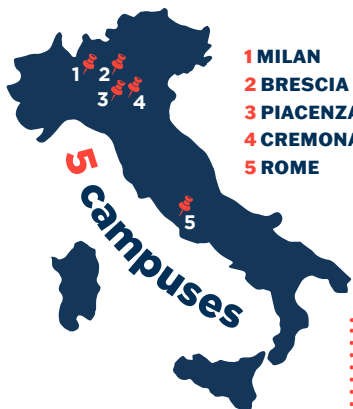 1 MILAN
2 BRESCIA
3 PIACENZA
4 CREMONA
5 ROME
1
2
3
4
5 campuses
5